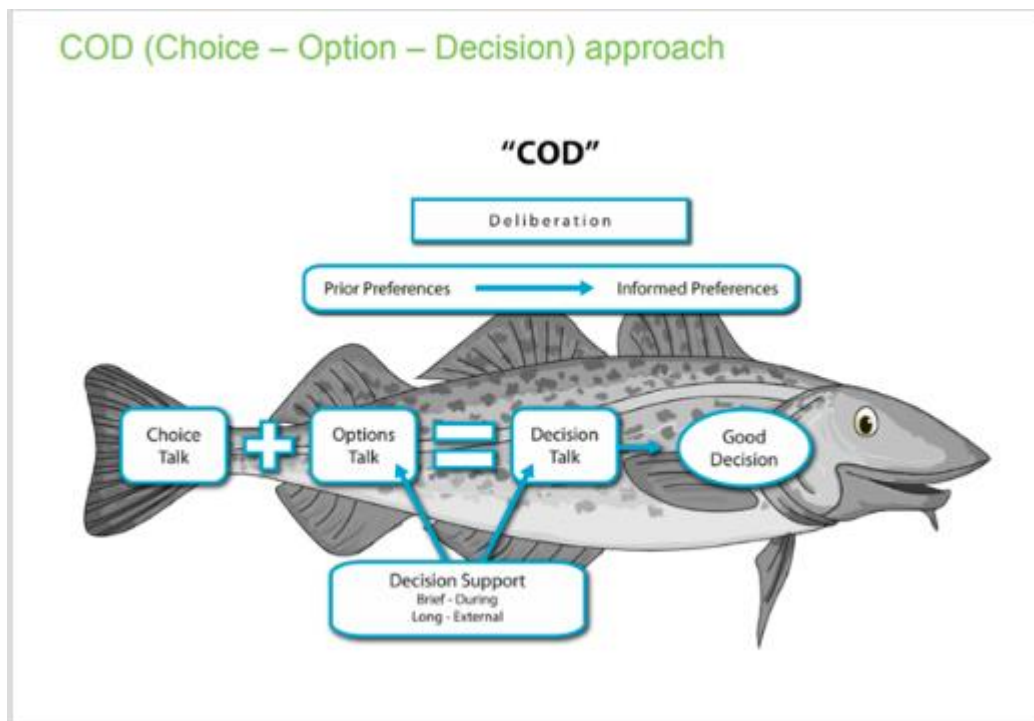 COD (Choice – Option – Decision) approach
“COD”
Deliberation
Prior Preferences
Informed Preferences
Choice
Talk
Options
Talk
Decision
Talk
Good
Decision
Decision Support
Brief - During
Long - External